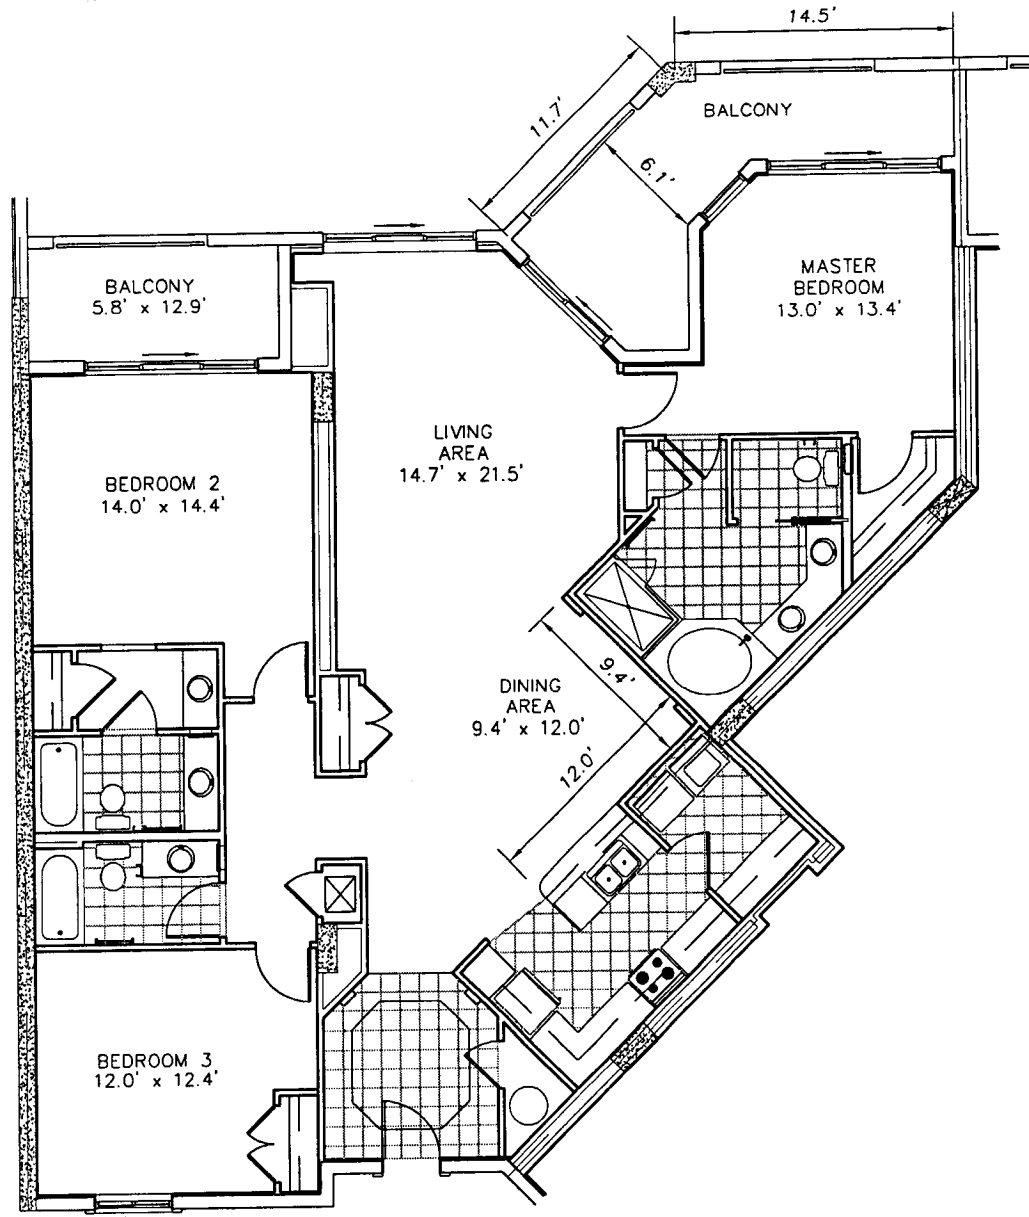 14.5'
11.7'
BALCONY
6.1'
BALCONY
5.8' x 12.9'
MASTER
BEDROOM
13.0' x 13.4'
LIVING
AREA
14.7' x 21.5'
BEDROOM 2
14.0' x 14.4'
9.4'
DINING
AREA
9.4' x 12.0'
12.0'
BEDROOM 3
12.0' x 12.4'